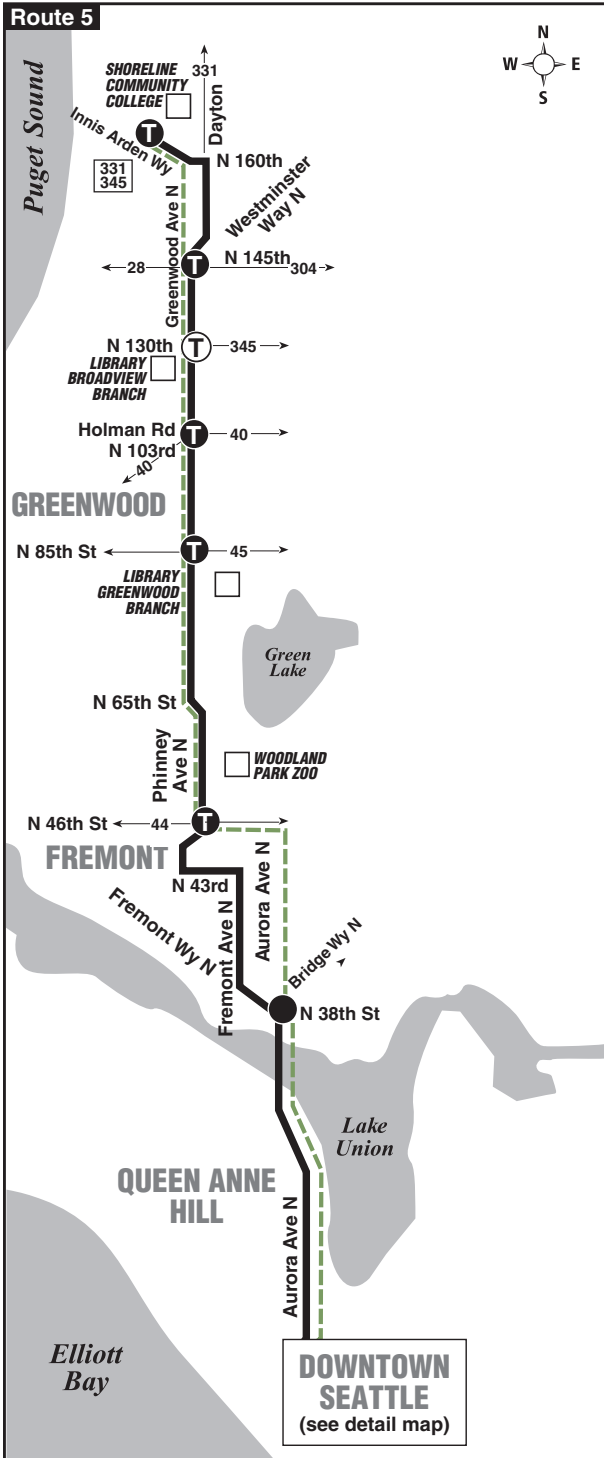 Route 5
N
W E
S
SHORELINE
COMMUNITY
COLLEGE
331
Dayton
Puget Sound
T
Innis Arden Wy
N 160th
331
345
Westminster
Way N
Greenwood Ave N
28
T
N 145th
304
N 130th
T
345
LIBRARY
BROADVIEW
BRANCH
Holman Rd
T
40
N 103rd
40
GREENWOOD
N 85th St
T
45
LIBRARY
GREENWOOD
BRANCH
Green
Lake
N 65th St
Phinney
Ave N
WOODLAND
PARK ZOO
N 46th St
44
T
FREMONT
N 43rd
Aurora Ave N
Fremont Wy N
Fremont Ave N
Bridge Wy N
N 38th St
Lake
Union
QUEEN ANNE
HILL
Aurora Ave N
Elliott
Bay
DOWNTOWN
SEATTLE
(see detail map)